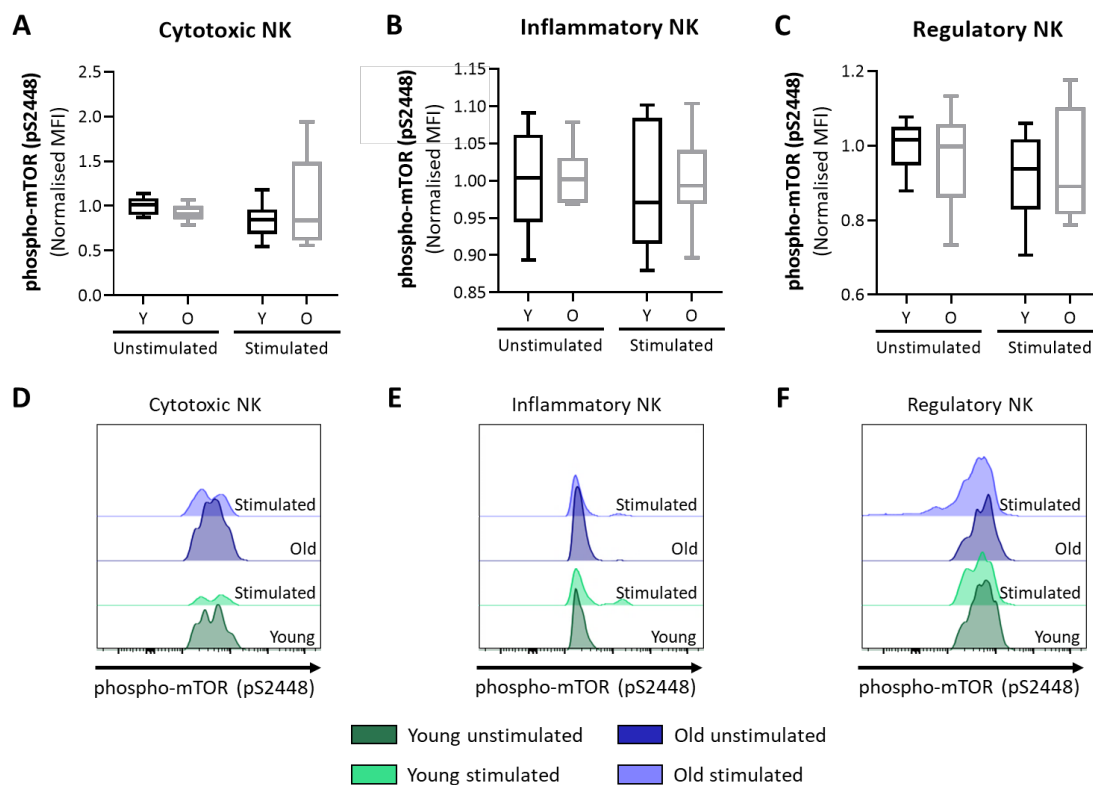 A
Cytotoxic NK
phospho-mTOR (pS2448)
(Normalised MFI)
2.5
2.0
1.5
1.0
0.5
0.0
Y O Y O
Unstimulated Stimulated
B
Inflammatory NK
phospho-mTOR (pS2448)
(Normalised MFI)
1.15
1.10
1.05
1.00
0.95
0.90
0.85
Y O Y O
Unstimulated Stimulated
C
Regulatory NK
phospho-mTOR (pS2448)
(Normalised MFI)
1.2
1.0
0.8
0.6
Y O Y O
Unstimulated Stimulated
D
Cytotoxic NK
Stimulated
Old
Stimulated
Young
phospho-mTOR (pS2448)
E
Inflammatory NK
Stimulated
Old
Stimulated
Young
phospho-mTOR (pS2448)
F
Regulatory NK
Stimulated
Old
Stimulated
Young
phospho-mTOR (pS2448)
Young unstimulated
Old unstimulated
Young stimulated
Old stimulated